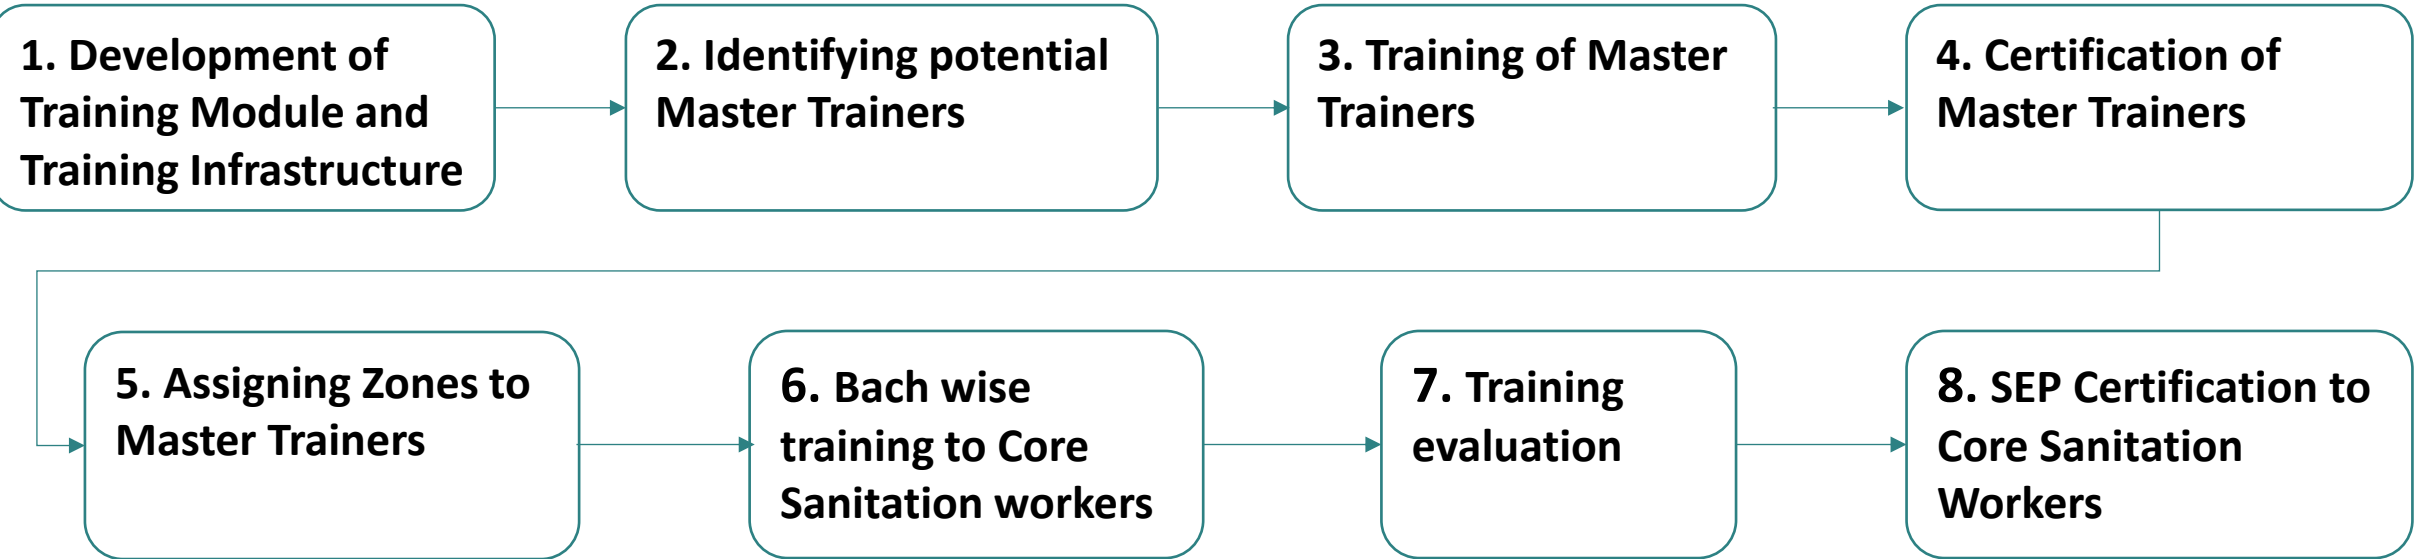 1. Development of
Training Module and
Training Infrastructure
2. Identifying potential
Master Trainers
3. Training of Master
Trainers
4. Certification of
Master Trainers
5. Assigning Zones to
Master Trainers
6. Bach wise
training to Core
Sanitation workers
7. Training
evaluation
8. SEP Certification to
Core Sanitation
Workers